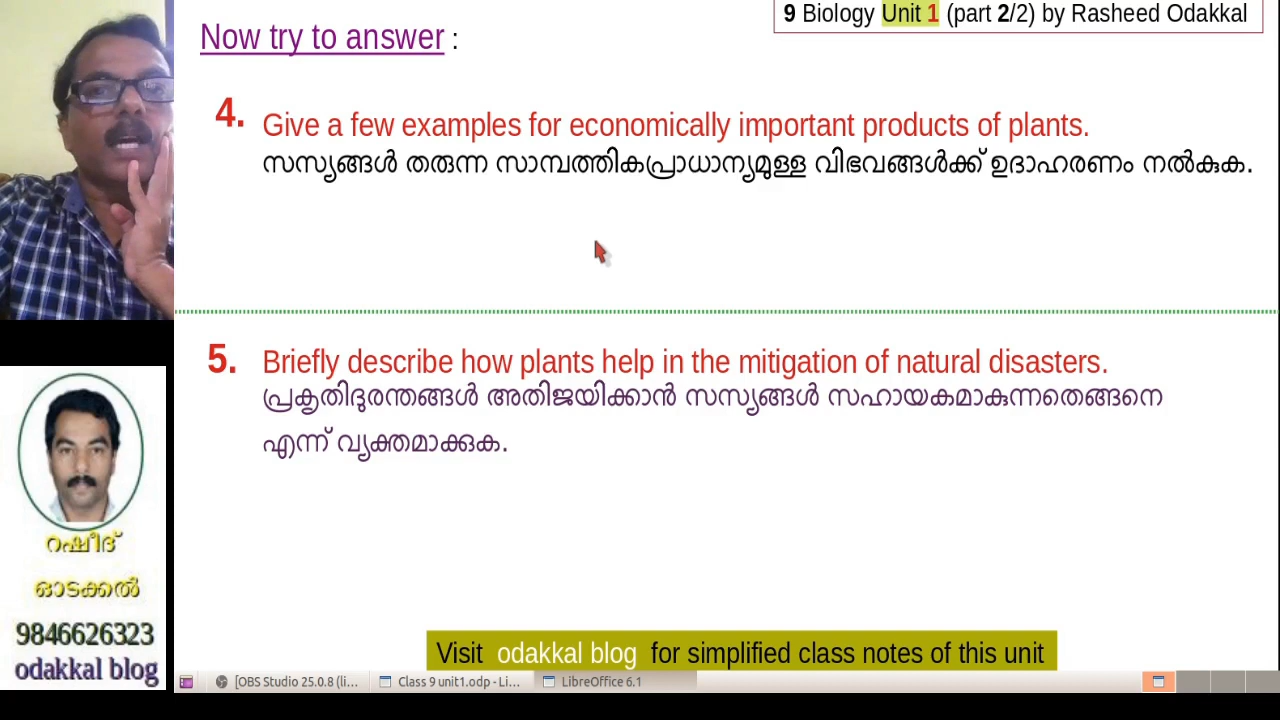 9 Biology Unit 1 (part 2/2) by Rasheed Odakkal
Now try to answer :
4. Give a few examples for economically important products of plants.
സസ്യങ്ങൾ തരുന്ന സാമ്പത്തികപ്രാധാന്യമുള്ള വിഭവങ്ങൾക്ക് ഉദാഹരണം നൽകുക.
5. Briefly describe how plants help in the mitigation of natural disasters.
പ്രകൃതിദുരന്തങ്ങൾ അതിജയിക്കാൻ സസ്യങ്ങൾ സഹായകമാകുന്നതെങ്ങനെ
എന്ന് വ്യക്തമാക്കുക.
റഷീദ്
ഓടക്കൽ
9846626323
odakkal blog
Visit odakkal blog for simplified class notes of this unit
[OBS Studio 25.0.8 (li... Class 9 unit1.odp - Li... LibreOffice 6.1